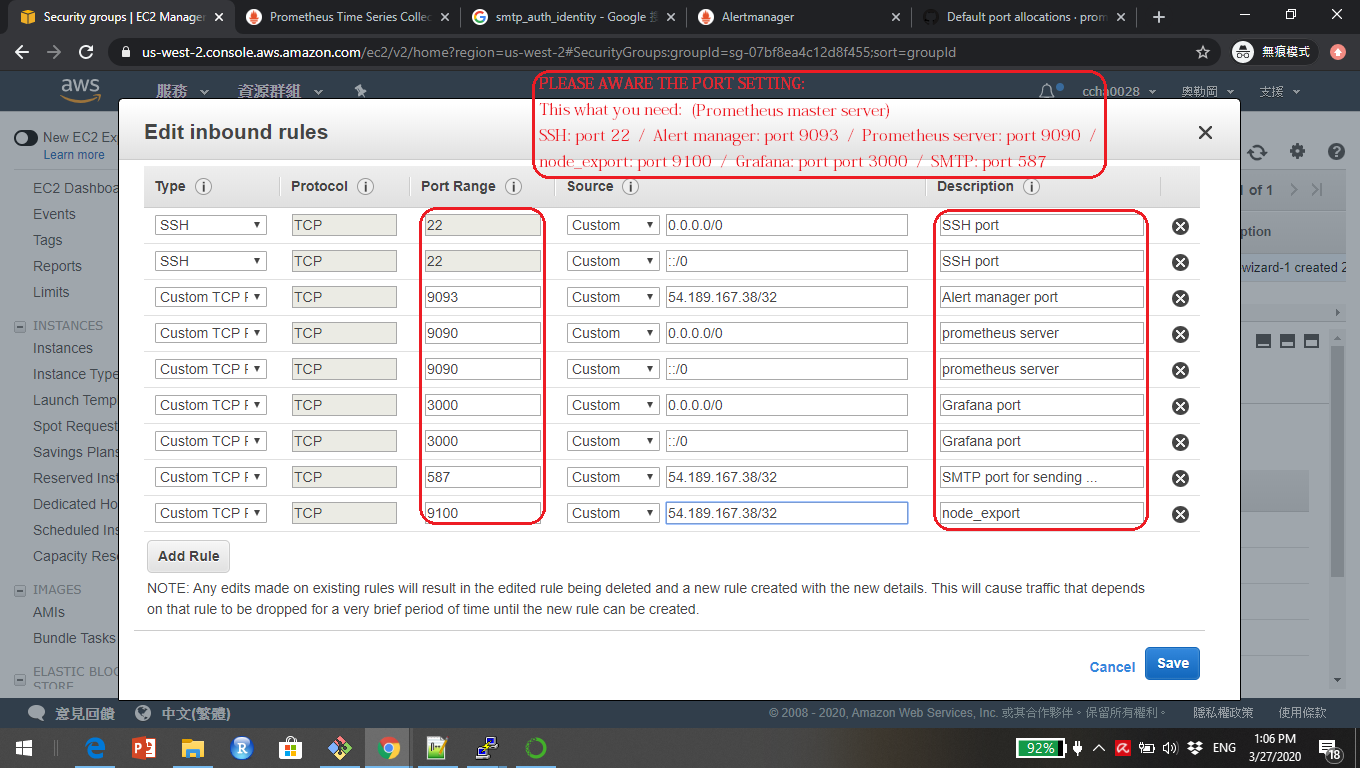 Security groups | EC2 Manager
Prometheus Time Series Collec
smtp_auth_identity - Google
Alertmanager
Default port allocations · prom
us-west-2.console.aws.amazon.com/ec2/v2/home?region=us-west-2#SecurityGroups:groupId=sg-07bf8ea4c12d8f455;sort=groupId
無痕模式
aws
服務
資源群組
ccha0028
奧勒岡
支援
PLEASE AWARE THE PORT SETTING:
This what you need: (Prometheus master server)
SSH: port 22 / Alert manager: port 9093 / Prometheus server: port 9090 /
node_export: port 9100 / Grafana: port port 3000 / SMTP: port 587
New EC2 Ex
Learn more
EC2 Dashboa
Events
Tags
Reports
Limits
INSTANCES
Instances
Instance Type
Launch Temp
Spot Request
Savings Plans
Reserved Inst
Dedicated Ho
Scheduled Ins
Capacity Rese
IMAGES
AMIs
Bundle Tasks
ELASTIC BLOC
STORE
Edit inbound rules
Type Protocol Port Range Source Description
SSH TCP 22 Custom 0.0.0.0/0 SSH port
SSH TCP 22 Custom ::/0 SSH port
Custom TCP F TCP 9093 Custom 54.189.167.38/32 Alert manager port
Custom TCP F TCP 9090 Custom 0.0.0.0/0 prometheus server
Custom TCP F TCP 9090 Custom ::/0 prometheus server
Custom TCP F TCP 3000 Custom 0.0.0.0/0 Grafana port
Custom TCP F TCP 3000 Custom ::/0 Grafana port
Custom TCP F TCP 587 Custom 54.189.167.38/32 SMTP port for sending ...
Custom TCP F TCP 9100 Custom 54.189.167.38/32 node_export
Add Rule
NOTE: Any edits made on existing rules will result in the edited rule being deleted and a new rule created with the new details. This will cause traffic that depends
on that rule to be dropped for a very brief period of time until the new rule can be created.
Cancel
Save
of 1
ption
wizard-1 created 2
意見回饋
中文(繁體)
© 2008 - 2020, Amazon Web Services, Inc. 或其合作夥伴。保留所有權利。
隱私權政策
使用條款
92%
ENG
1:06 PM
3/27/2020
18